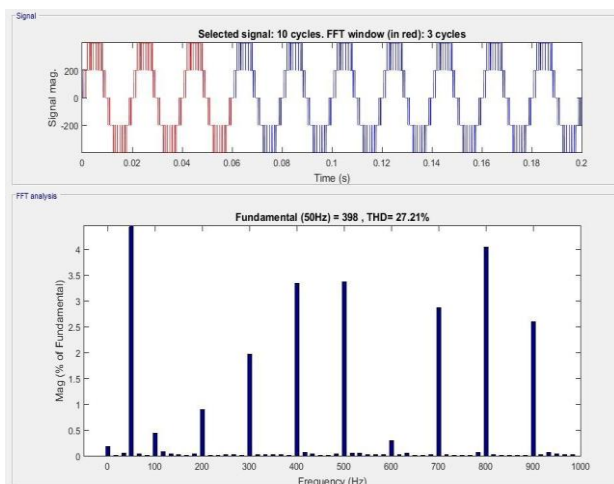 Signal
Selected signal: 10 cycles. FFT window (in red): 3 cycles
Signal mag.
200
0
-200
0 0.02 0.04 0.06 0.08 0.1 0.12 0.14 0.16 0.18 0.2
Time (s)
FFT analysis
Fundamental (50Hz) = 398 , THD= 27.21%
Mag (% of Fundamental)
4
3.5
3
2.5
2
1.5
1
0.5
0
0 100 200 300 400 500 600 700 800 900 1000
Frequency (Hz)